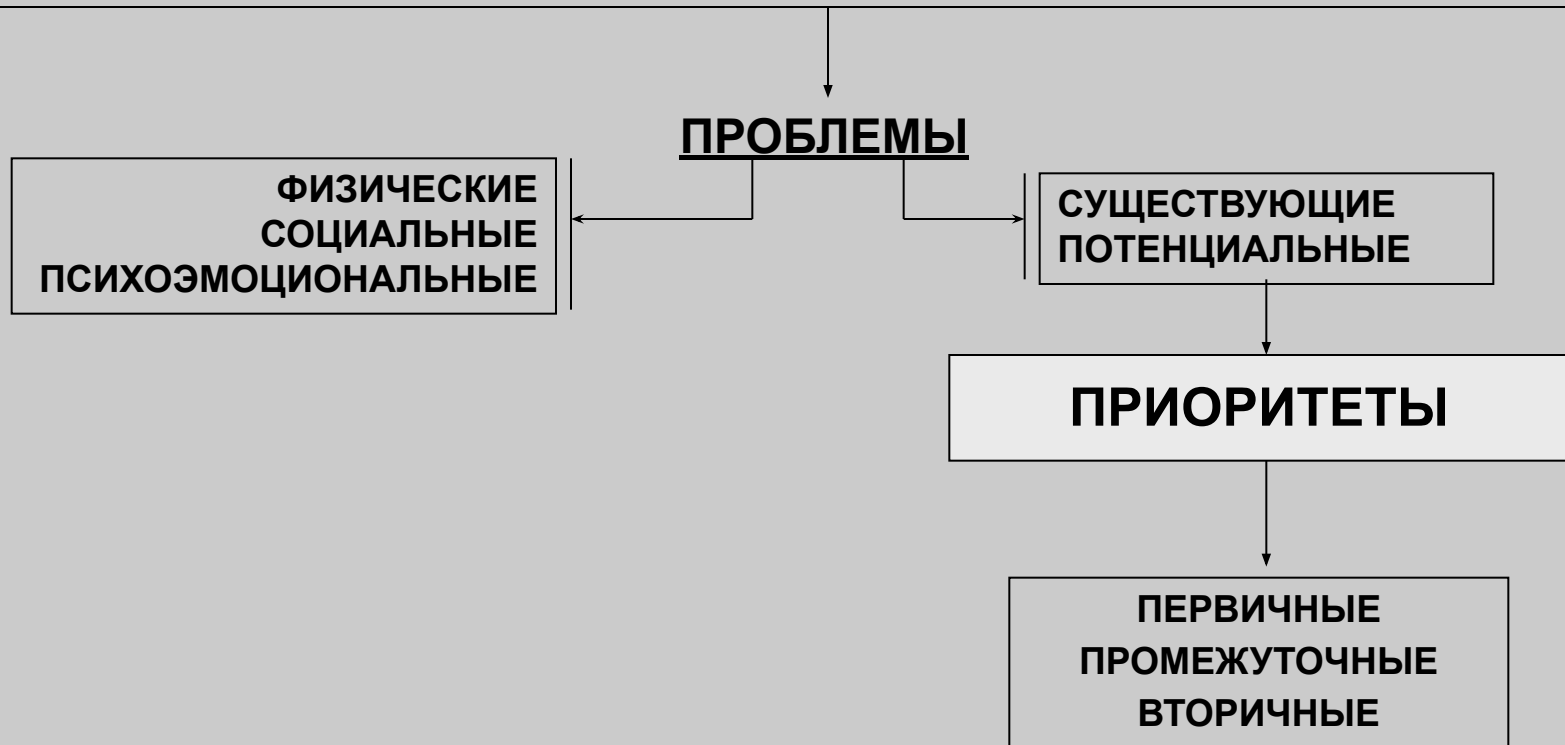 ПРОБЛЕМЫ
ФИЗИЧЕСКИЕ
СОЦИАЛЬНЫЕ
ПСИХОЭМОЦИОНАЛЬНЫЕ
СУЩЕСТВУЮЩИЕ
ПОТЕНЦИАЛЬНЫЕ
ПРИОРИТЕТЫ
ПЕРВИЧНЫЕ
ПРОМЕЖУТОЧНЫЕ
ВТОРИЧНЫЕ